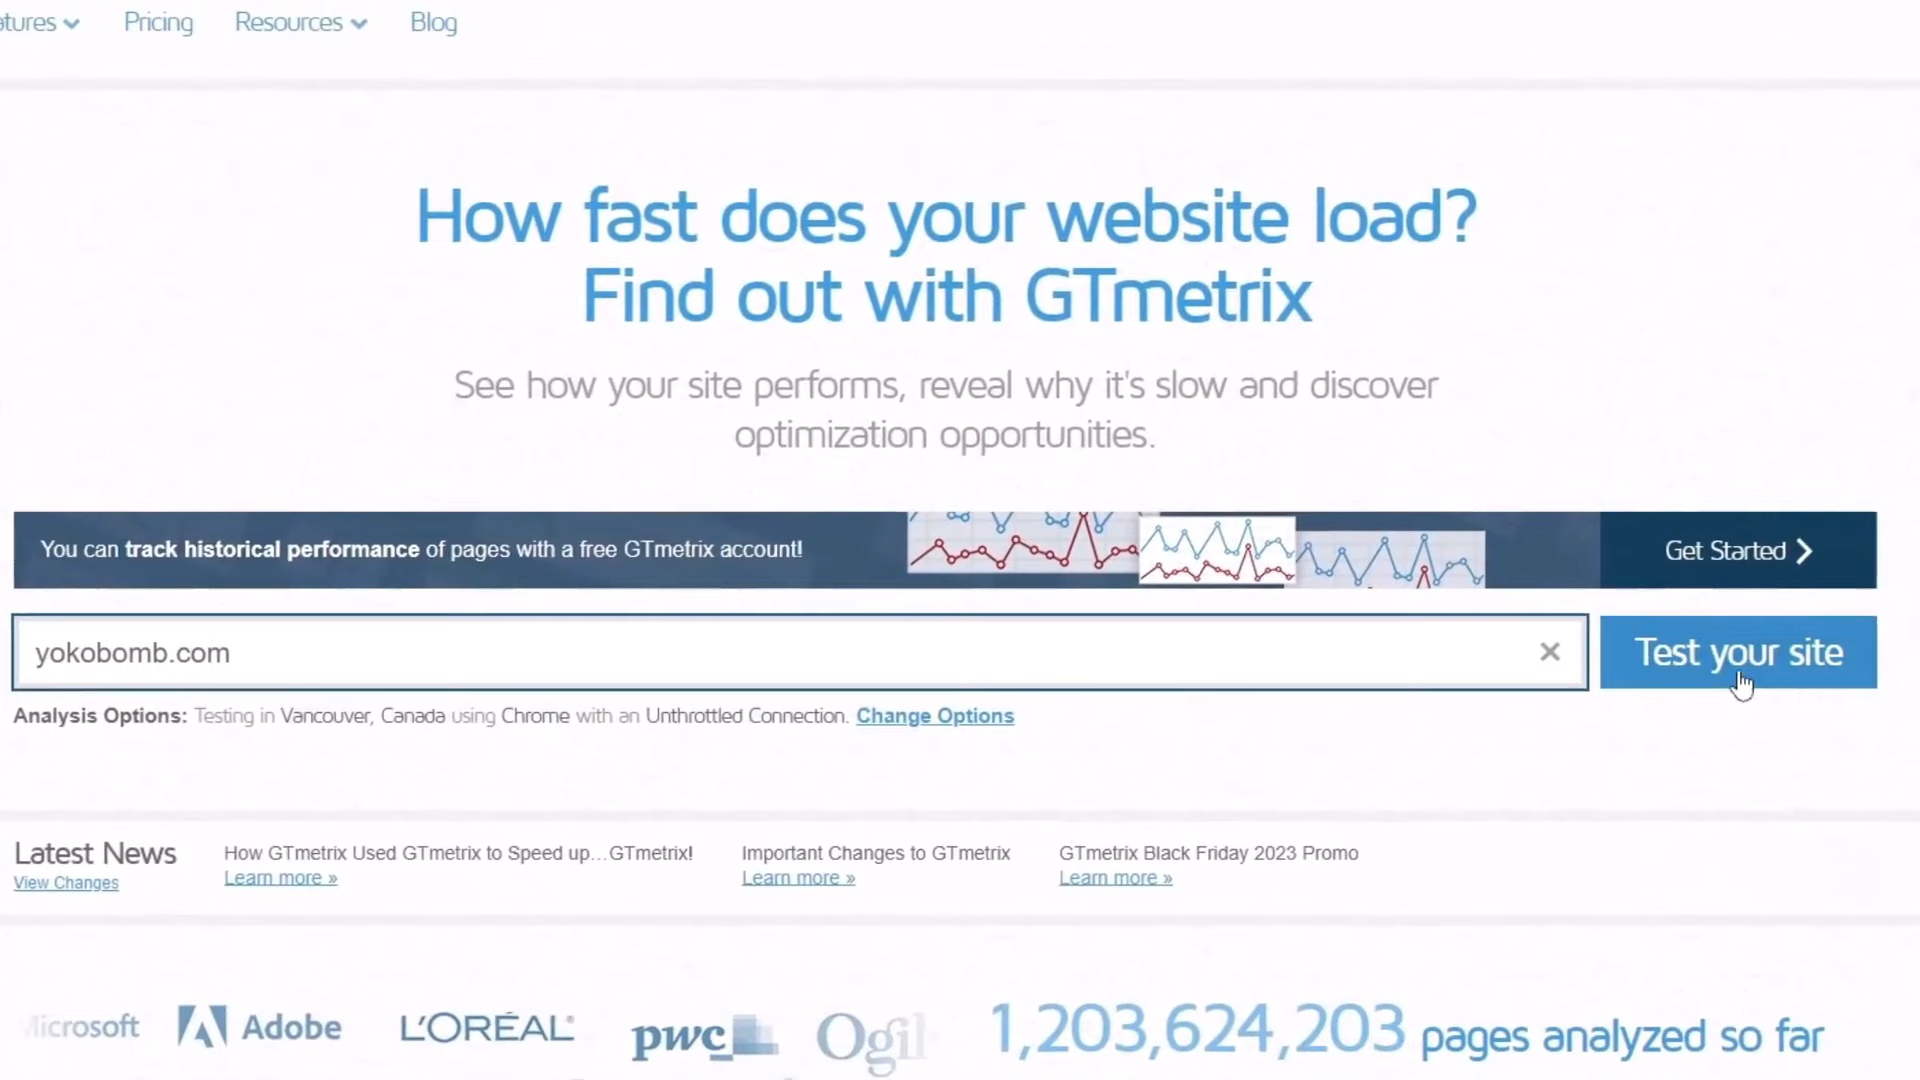 Pricing
Resources
Blog
How fast does your website load?
Find out with GTmetrix
See how your site performs, reveal why it's slow and discover
optimization opportunities.
You can track historical performance of pages with a free GTmetrix account!
Get Started
yokobomb.com
Test your site
Analysis Options: Testing in Vancouver, Canada using Chrome with an Unthrottled Connection. Change Options
Latest News
View Changes
How GTmetrix Used GTmetrix to Speed up...GTmetrix!
Learn more »
Important Changes to GTmetrix
Learn more »
GTmetrix Black Friday 2023 Promo
Learn more »
Microsoft
Adobe
L'ORÉAL
pwc
1,203,624,203 pages analyzed so far